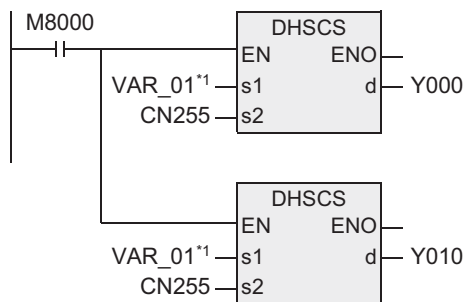 M8000
DHSCS
EN ENO
VAR_01*1 s1 d Y000
CN255 s2
DHSCS
EN ENO
VAR_01*1 s1 d Y010
CN255 s2